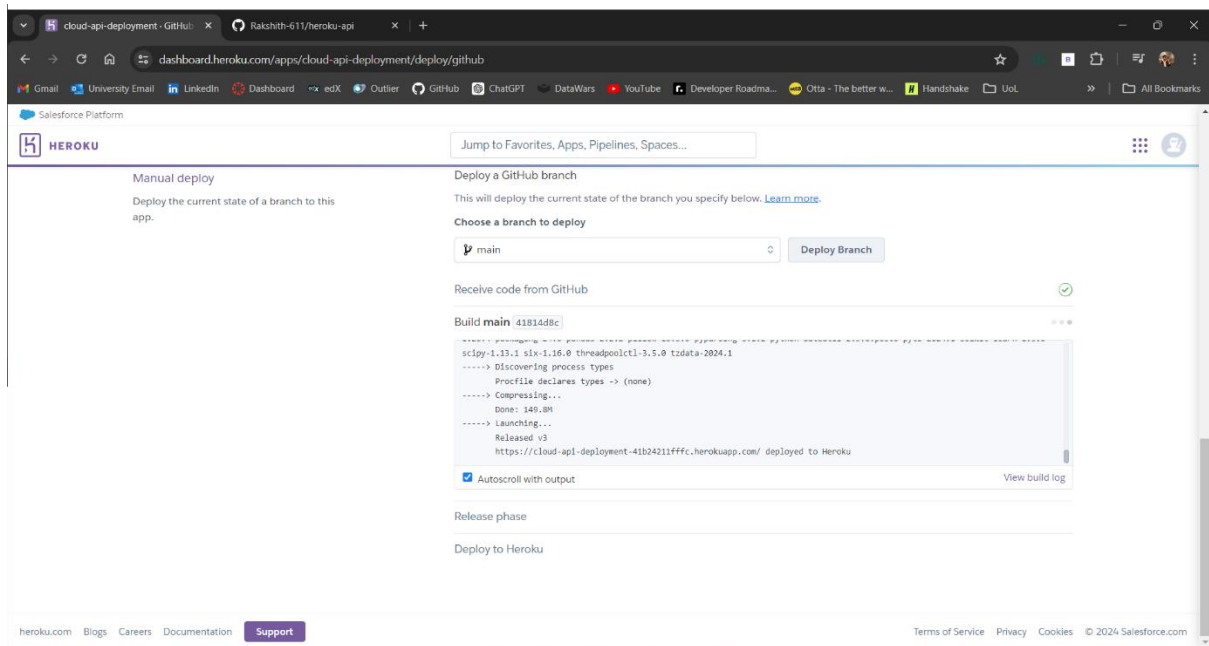 cloud-api-deployment · GitHub
Rakshith-611/heroku-api
dashboard.heroku.com/apps/cloud-api-deployment/deploy/github
Gmail University Email LinkedIn Dashboard edX Outlier GitHub ChatGPT DataWars YouTube Developer Roadma... Otta - The better w... Handshake UoL » All Bookmarks
Salesforce Platform
HEROKU
Jump to Favorites, Apps, Pipelines, Spaces...
Manual deploy
Deploy the current state of a branch to this
app.
Deploy a GitHub branch
This will deploy the current state of the branch you specify below. Learn more.
Choose a branch to deploy
main
Deploy Branch
Receive code from GitHub
Build main 41814d8c
scipy-1.13.1 six-1.16.0 threadpoolctl-3.5.0 tzdata-2024.1
-----> Discovering process types
Procfile declares types -> (none)
-----> Compressing...
Done: 149.8M
-----> Launching...
Released v3
https://cloud-api-deployment-41b24211fffc.herokuapp.com/ deployed to Heroku
Autoscroll with output
View build log
Release phase
Deploy to Heroku
heroku.com Blogs Careers Documentation Support
Terms of Service Privacy Cookies © 2024 Salesforce.com